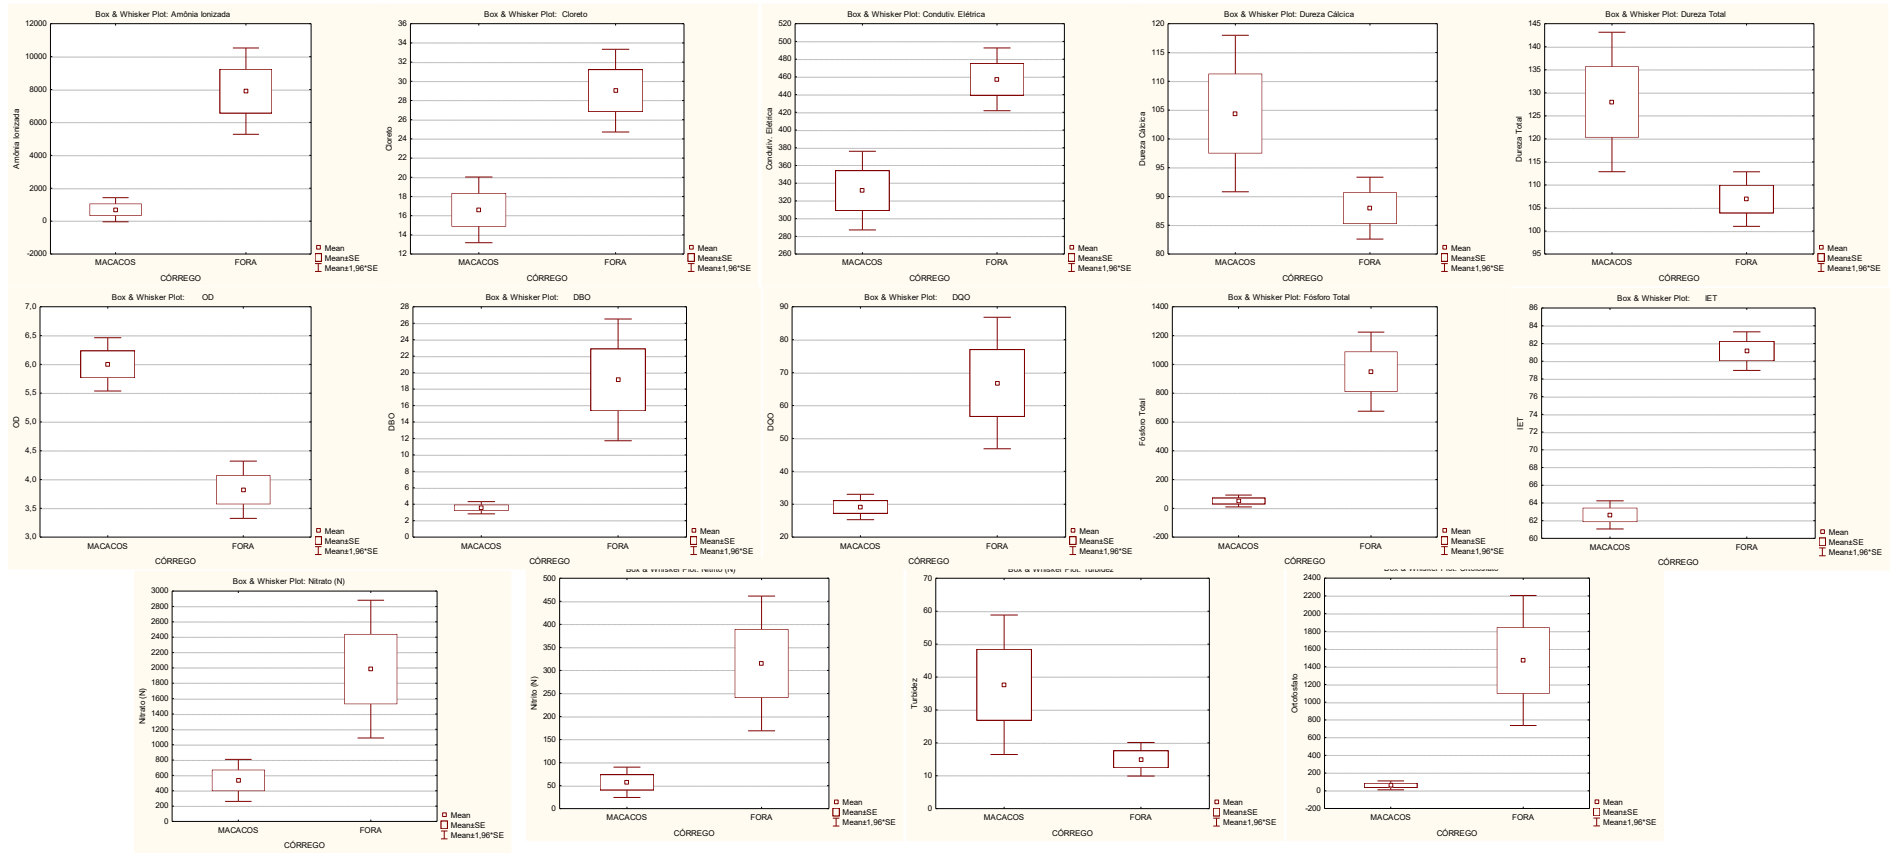 Box & Whisker Plot: Amônia Ionizada
12000
10000
8000
6000
4000
2000
0
-2000
Amônia Ionizada
MACACOS FORA
CÓRREGO
Mean
Mean±SE
Mean±1,96*SE
Box & Whisker Plot: Cloreto
36
34
32
30
28
26
24
22
20
18
16
14
12
Cloreto
MACACOS FORA
CÓRREGO
Mean
Mean±SE
Mean±1,96*SE
Box & Whisker Plot: Condutiv. Elétrica
520
500
480
460
440
420
400
380
360
340
320
300
280
260
Condutiv. Elétrica
MACACOS FORA
CÓRREGO
Mean
Mean±SE
Mean±1,96*SE
Box & Whisker Plot: Dureza Cálcica
120
115
110
105
100
95
90
85
80
Dureza Cálcica
MACACOS FORA
CÓRREGO
Mean
Mean±SE
Mean±1,96*SE
Box & Whisker Plot: Dureza Total
145
140
135
130
125
120
115
110
105
100
95
Dureza Total
MACACOS FORA
CÓRREGO
Mean
Mean±SE
Mean±1,96*SE
Box & Whisker Plot: OD
7,0
6,5
6,0
5,5
5,0
4,5
4,0
3,5
3,0
OD
MACACOS FORA
CÓRREGO
Mean
Mean±SE
Mean±1,96*SE
Box & Whisker Plot: DBO
28
26
24
22
20
18
16
14
12
10
8
6
4
2
0
DBO
MACACOS FORA
CÓRREGO
Mean
Mean±SE
Mean±1,96*SE
Box & Whisker Plot: DQO
90
80
70
60
50
40
30
20
DQO
MACACOS FORA
CÓRREGO
Mean
Mean±SE
Mean±1,96*SE
Box & Whisker Plot: Fósforo Total
1400
1200
1000
800
600
400
200
0
-200
Fósforo Total
MACACOS FORA
CÓRREGO
Mean
Mean±SE
Mean±1,96*SE
Box & Whisker Plot: IET
86
84
82
80
78
76
74
72
70
68
66
64
62
60
IET
MACACOS FORA
CÓRREGO
Mean
Mean±SE
Mean±1,96*SE
Box & Whisker Plot: Nitrato (N)
3000
2800
2600
2400
2200
2000
1800
1600
1400
1200
1000
800
600
400
200
0
Nitrato (N)
MACACOS FORA
CÓRREGO
Mean
Mean±SE
Mean±1,96*SE
Box & Whisker Plot: Nitrito (N)
500
450
400
350
300
250
200
150
100
50
0
Nitrito (N)
MACACOS FORA
CÓRREGO
Mean
Mean±SE
Mean±1,96*SE
Box & Whisker Plot: Turbidez
70
60
50
40
30
20
10
0
Turbidez
MACACOS FORA
CÓRREGO
Mean
Mean±SE
Mean±1,96*SE
Box & Whisker Plot: Ortofosfato
2400
2200
2000
1800
1600
1400
1200
1000
800
600
400
200
0
-200
Ortofosfato
MACACOS FORA
CÓRREGO
Mean
Mean±SE
Mean±1,96*SE